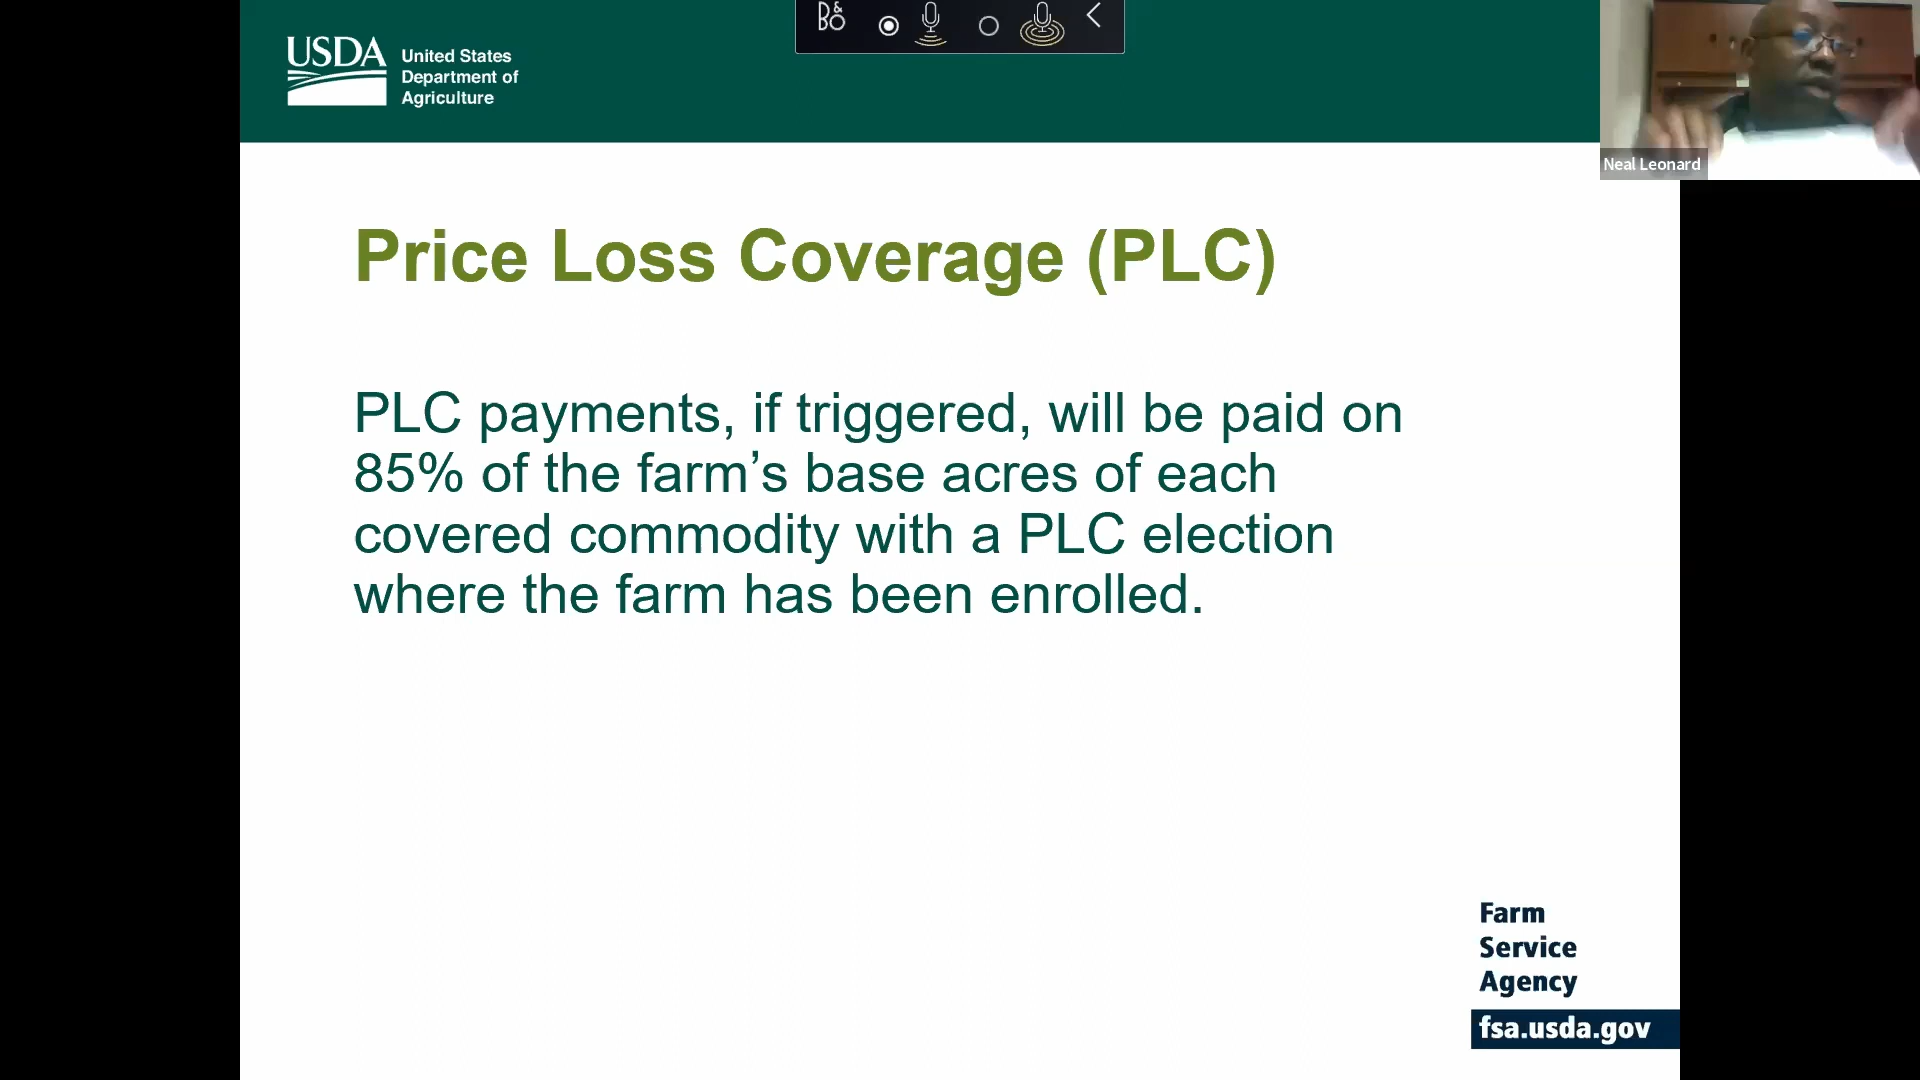 B&O
USDA
United States
Department of
Agriculture
Neal Leonard
Price Loss Coverage (PLC)
PLC payments, if triggered, will be paid on
85% of the farm’s base acres of each
covered commodity with a PLC election
where the farm has been enrolled.
Farm
Service
Agency
fsa.usda.gov